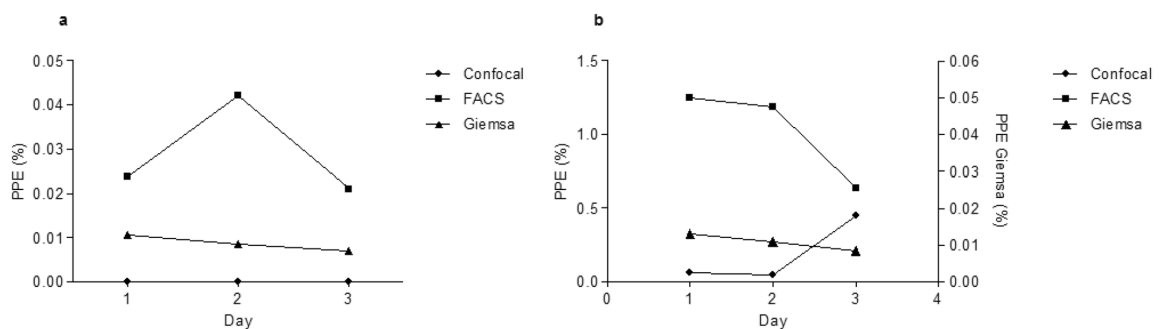 a
0.05
0.04
0.03
0.02
0.01
0.00
PPE (%)
1 2 3
Day
Confocal
FACS
Giemsa
b
1.5
1.0
0.5
0.0
PPE (%)
0 1 2 3 4
Day
0.06
0.05
0.04
0.03
0.02
0.01
0.00
PPE Giemsa (%)
Confocal
FACS
Giemsa